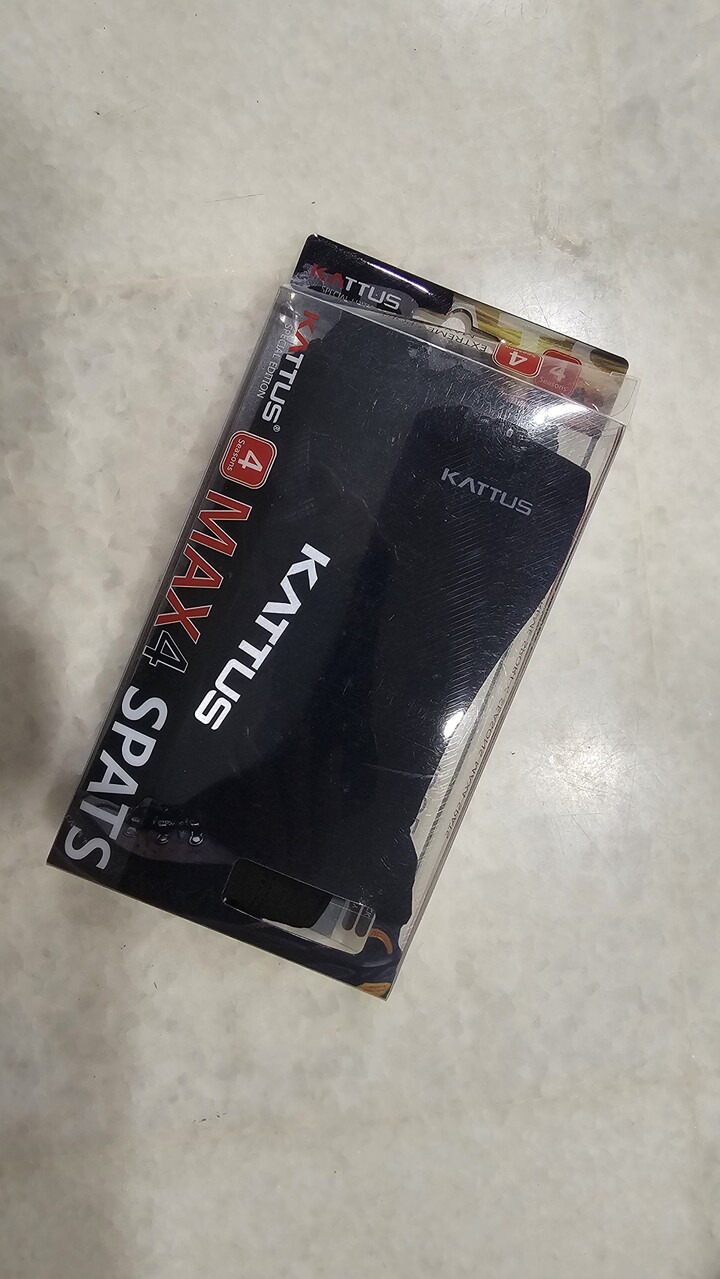 KATTUS
KATTUS®
SPECIAL EDITION
4
Seasons
MAX4 SPATS
KATTUS
KATTUS
4
Seasons
4
EXTREME